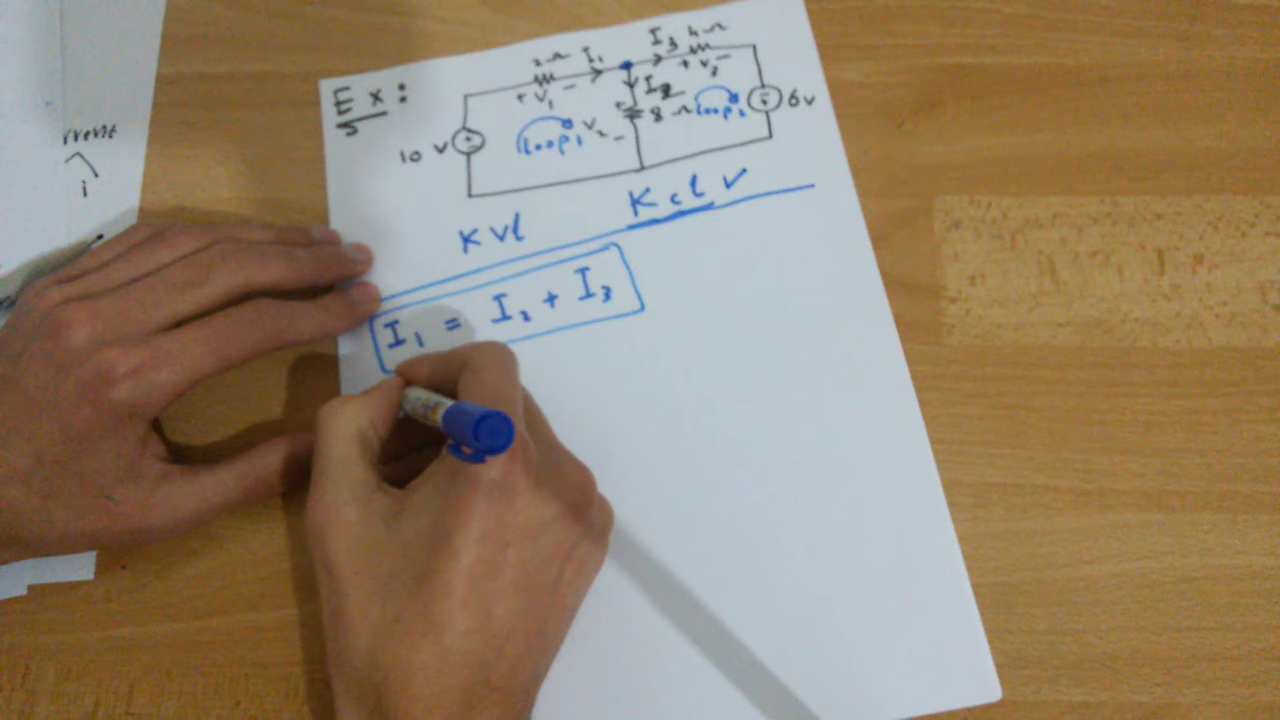 Ex:
2Ω I1 I3 4Ω
+ V1 - + V3 -
I2
10 V + V2 - 8Ω 6v
Loop1 Loop2
KVl Kcl ✓
I1 = I2 + I3
rrent
i